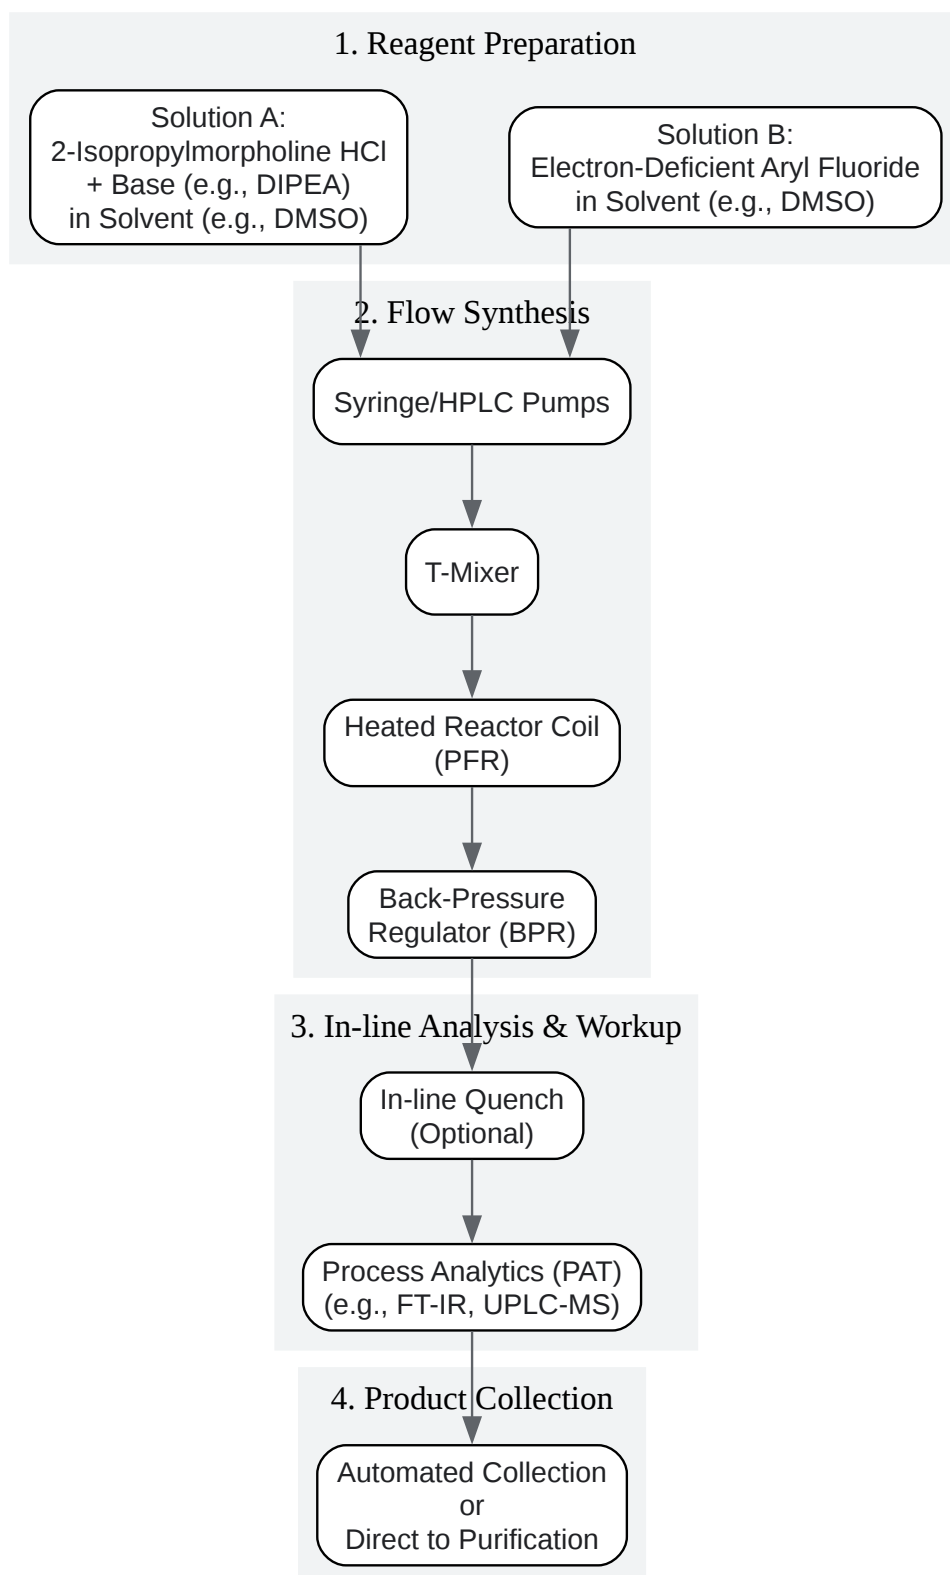 1. Reagent Preparation
Solution A:
2-Isopropylmorpholine HCl
+ Base (e.g., DIPEA)
in Solvent (e.g., DMSO)
Solution B:
Electron-Deficient Aryl Fluoride
in Solvent (e.g., DMSO)
2. Flow Synthesis
Syringe/HPLC Pumps
T-Mixer
Heated Reactor Coil
(PFR)
Back-Pressure
Regulator (BPR)
3. In-line Analysis & Workup
In-line Quench
(Optional)
Process Analytics (PAT)
(e.g., FT-IR, UPLC-MS)
4. Product Collection
Automated Collection
or
Direct to Purification